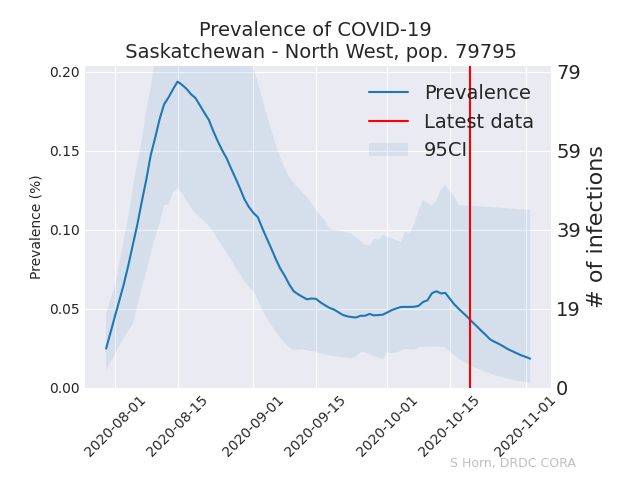 Prevalence of COVID-19
Saskatchewan - North West, pop. 79795
Prevalence (%)
0.20
0.15
0.10
0.05
0.00
Prevalence
Latest data
95CI
79
59
39
19
0
# of infections
2020-08-01
2020-08-15
2020-09-01
2020-09-15
2020-10-01
2020-10-15
2020-11-01
S Horn, DRDC CORA